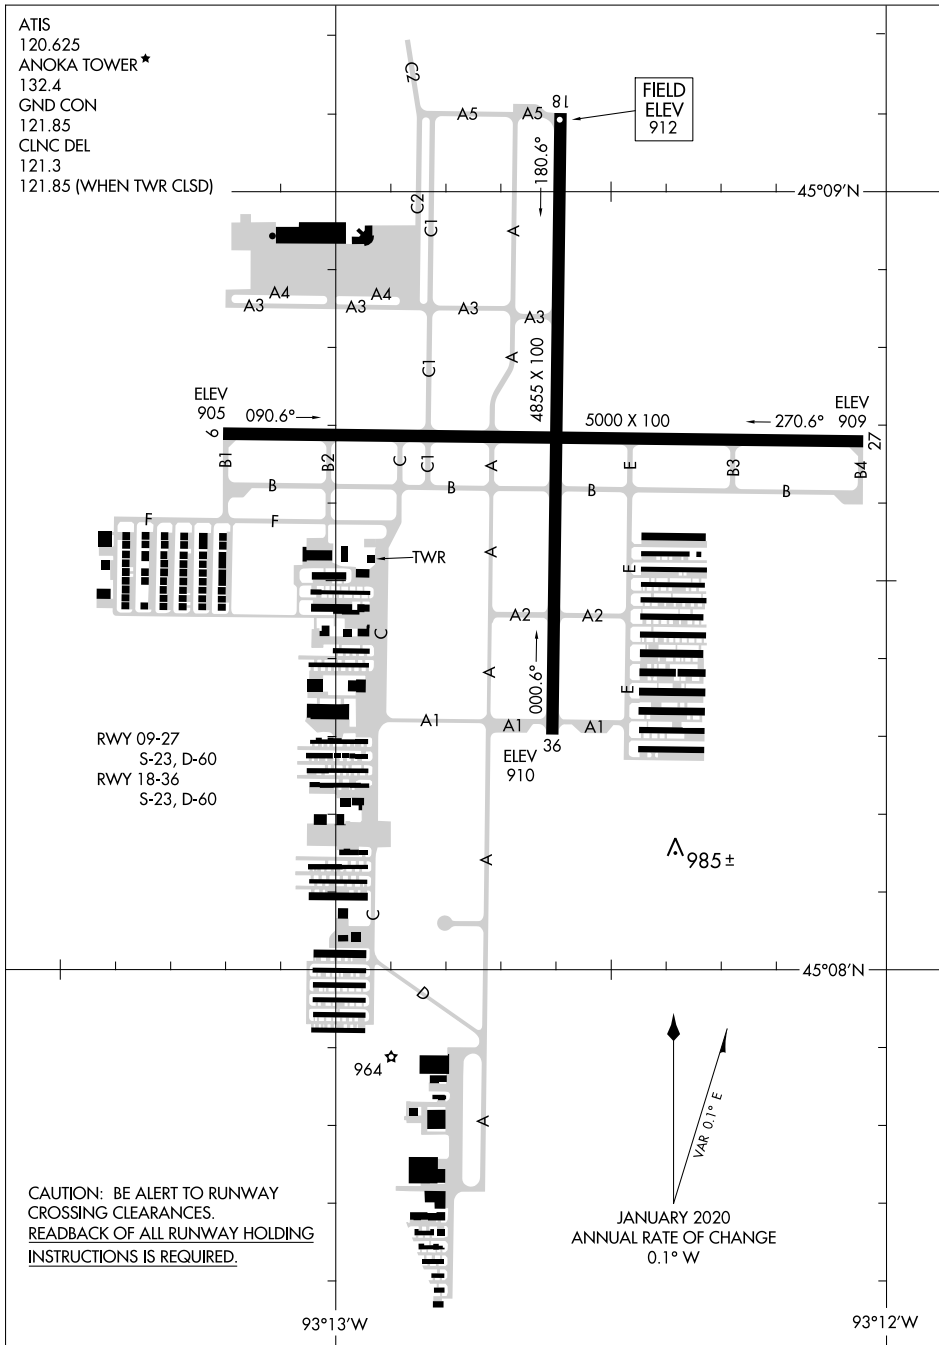 ATIS
120.625
ANOKA TOWER★
132.4
GND CON
121.85
CLNC DEL
121.3
121.85 (WHEN TWR CLSD)
C2
A5
A5
18
FIELD
ELEV
912
180.6°
45°09'N
C2
C1
A
A4
A4
A3
A3
A3
A3
C1
A
4855 X 100
ELEV
905
090.6°
5000 X 100
270.6°
ELEV
909
9
27
B1
B2
C
C1
A
E
B3
B4
B
B
B
B
F
F
TWR
A
E
A2
A2
C
000.6°
A
E
A1
A1
A1
36
ELEV
910
RWY 09-27
S-23, D-60
RWY 18-36
S-23, D-60
A
985 ±
C
45°08'N
D
964
A
VAR 0.1° E
CAUTION: BE ALERT TO RUNWAY
CROSSING CLEARANCES.
READBACK OF ALL RUNWAY HOLDING
INSTRUCTIONS IS REQUIRED.
JANUARY 2020
ANNUAL RATE OF CHANGE
0.1° W
93°13'W
93°12'W